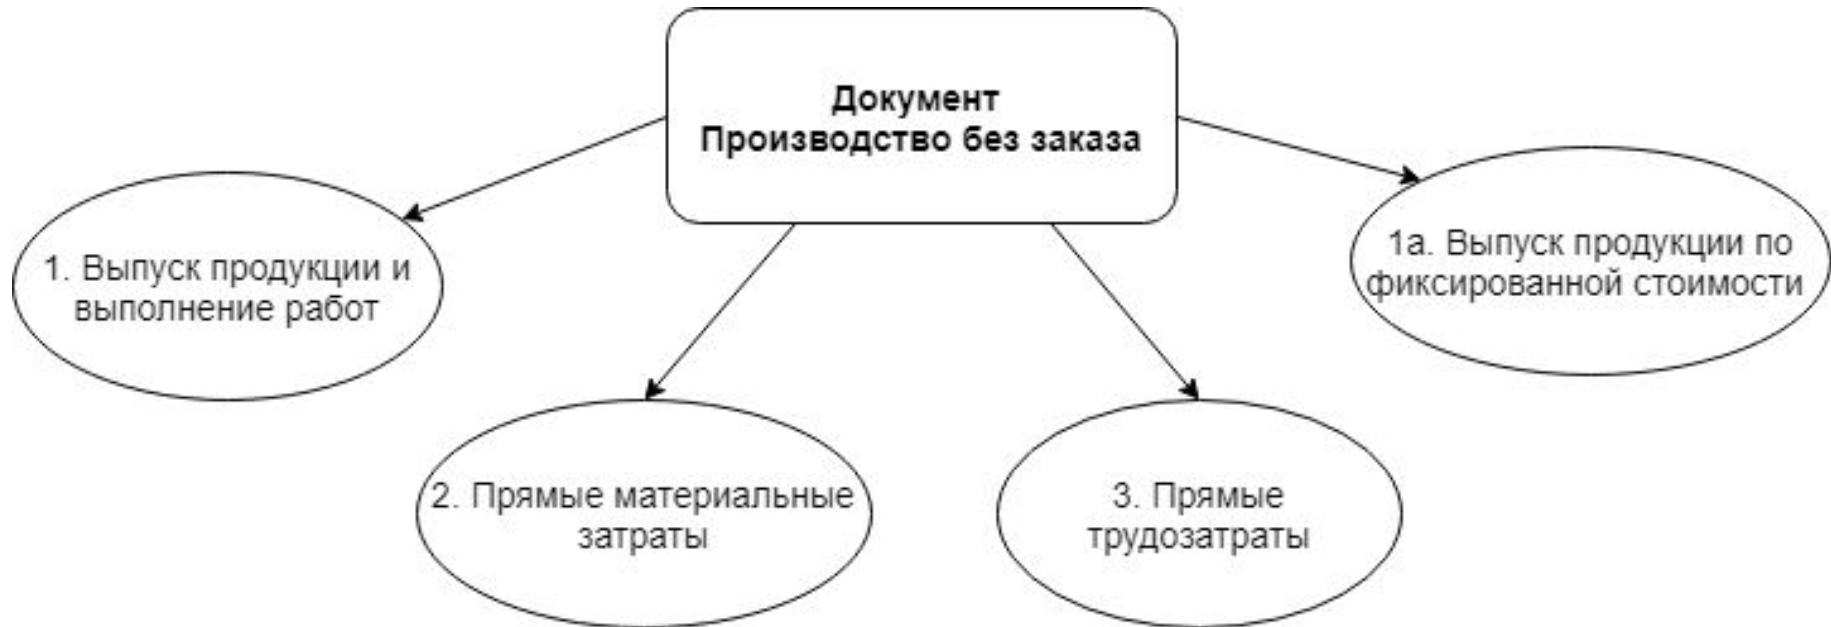 Документ
Производство без заказа
1. Выпуск продукции и
выполнение работ
1а. Выпуск продукции по
фиксированной стоимости
2. Прямые материальные
затраты
3. Прямые
трудозатраты